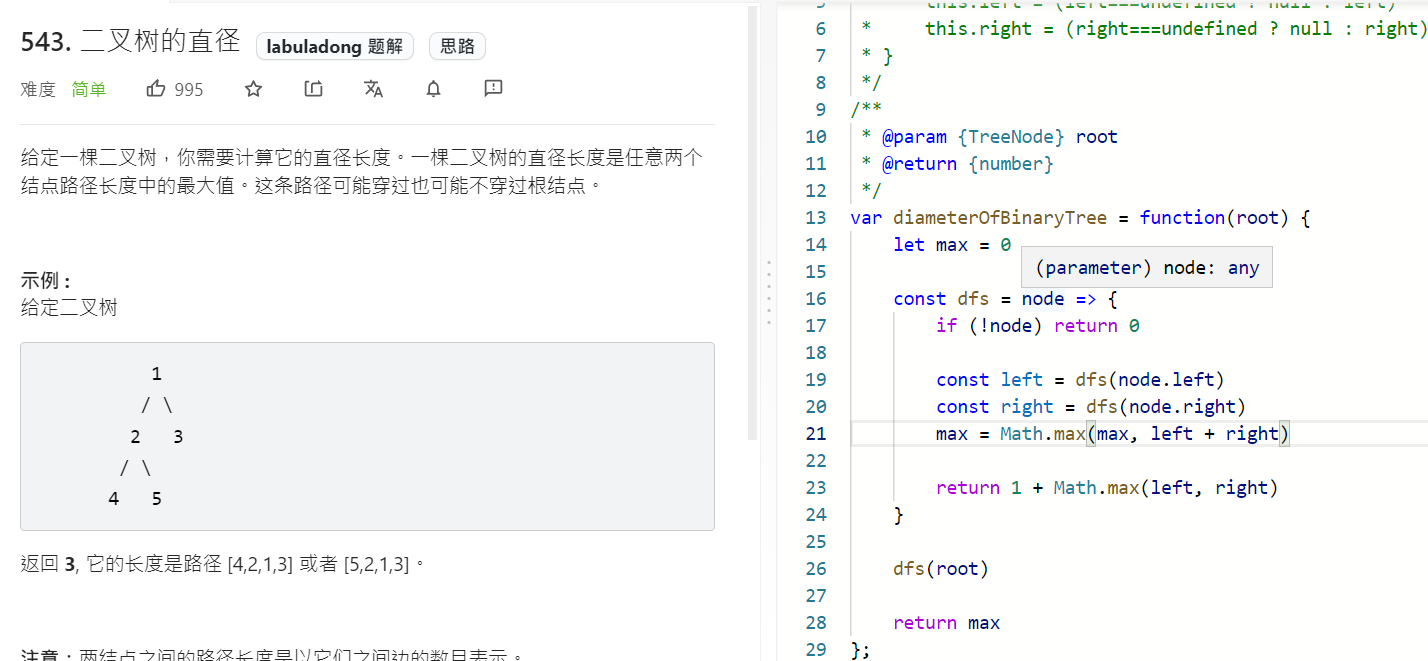 543. 二叉树的直径 labuladong 题解 思路
难度 简单 995
给定一棵二叉树，你需要计算它的直径长度。一棵二叉树的直径长度是任意两个
结点路径长度中的最大值。这条路径可能穿过也可能不穿过根结点。
示例 :
给定二叉树
1
/ \
2 3
/ \
4 5
返回 3, 它的长度是路径 [4,2,1,3] 或者 [5,2,1,3]。
注意：两结点之间的路径长度是以它们之间边的数目表示。
5 * this.left = (left===undefined ? null : left)
6 * this.right = (right===undefined ? null : right)
7 * }
8 */
9 /**
10 * @param {TreeNode} root
11 * @return {number}
12 */
13 var diameterOfBinaryTree = function(root) {
14 let max = 0
15 (parameter) node: any
16 const dfs = node => {
17 if (!node) return 0
18
19 const left = dfs(node.left)
20 const right = dfs(node.right)
21 max = Math.max(max, left + right)
22
23 return 1 + Math.max(left, right)
24 }
25
26 dfs(root)
27
28 return max
29 };